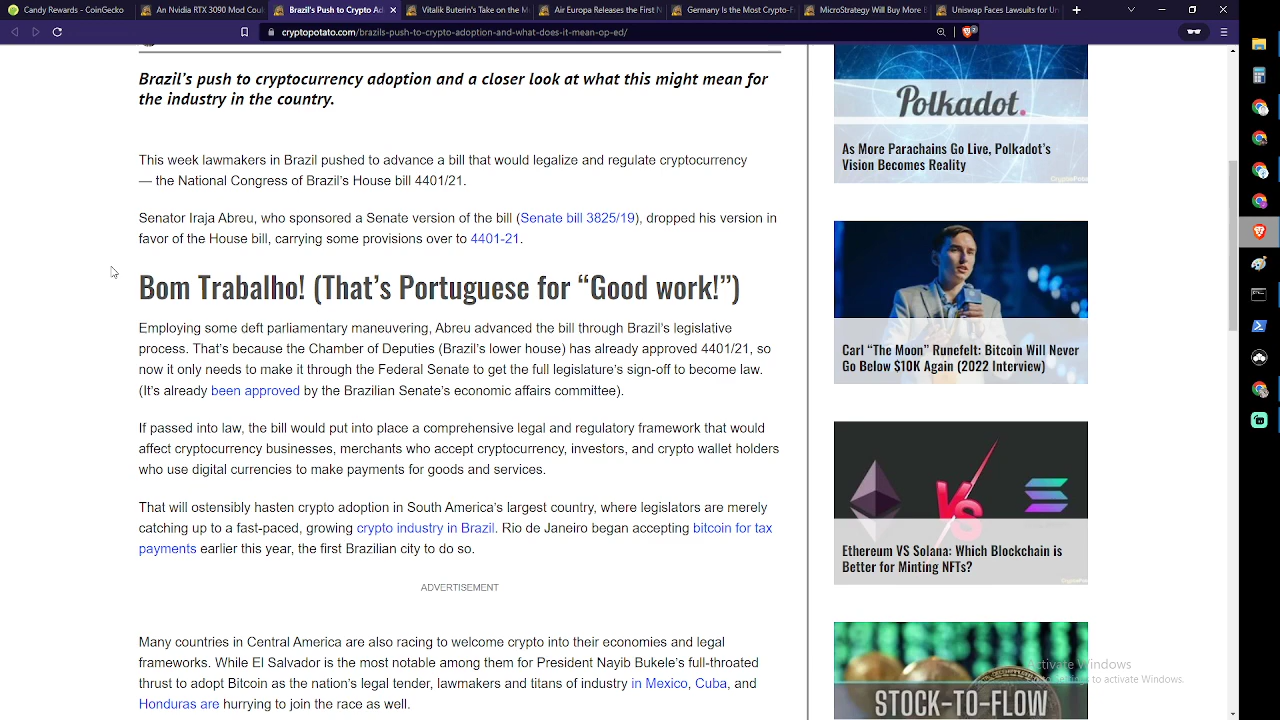 Rewards - CoinGecko
An Nvidia RTX 3090 Mod Coul
Brazil's Push to Crypto Ad
Vitalik Buterin's Take on the M
Air Europa Releases the First N
Germany Is the Most Crypto-F
MicroStrategy Will Buy More
Uniswap Faces Lawsuits on Un
cryptopotato.com/brazils-push-to-crypto-adoption-and-what-does-it-mean-op-ed/
2
Brazil's push to cryptocurrency adoption and a closer look at what this might mean for
the industry in the country.
This week lawmakers in Brazil pushed to advance a bill that would legalize and regulate cryptocurrency
— the National Congress of Brazil's House bill 4401/21.
Senator Iraja Abreu, who sponsored a Senate version of the bill (Senate bill 3825/19), dropped his version in
favor of the House bill, carrying some provisions over to 4401-21.
Bom Trabalho! (That's Portuguese for “Good work!”)
Employing some deft parliamentary maneuvering, Abreu advanced the bill through Brazil's legislative
process. That's because the Chamber of Deputies (Brazil's lower house) has already approved 4401/21, so
now it only needs to make it through the Federal Senate to get the full legislature's sign-off to become law.
(It's already been approved by the Brazilian Senate's economic affairs committee).
If passed into law, the bill would put into place a comprehensive legal and regulatory framework that would
affect cryptocurrency businesses, merchants who accept cryptocurrency, investors, and crypto wallet holders
who use digital currencies to make payments for goods and services.
That will ostensibly hasten crypto adoption in South America's largest country, where legislators are merely
catching up to a fast-paced, growing crypto industry in Brazil. Rio de Janeiro began accepting bitcoin for tax
payments earlier this year, the first Brazilian city to do so.
ADVERTISEMENT
Many countries in Central America are also racing to welcome crypto into their economies and legal
frameworks. While El Salvador is the most notable among them for President Nayib Bukele's full-throated
thrust to adopt Bitcoin as the country's legal tender, lawmakers and titans of industry in Mexico, Cuba, and
Honduras are hurrying to join the race as well.
Polkadot.
As More Parachains Go Live, Polkadot's
Vision Becomes Reality
Carl “The Moon” Runefelt: Bitcoin Will Never
Go Below $10K Again (2022 Interview)
VS
Ethereum VS Solana: Which Blockchain is
Better for Minting NFTs?
STOCK-TO-FLOW
Activate Windows
to activate Windows.